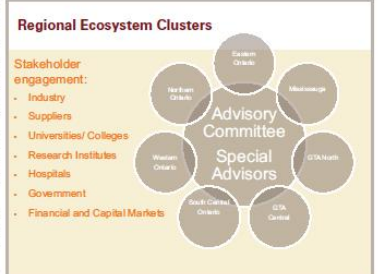 Regional Ecosystem Clusters
Stakeholder
engagement:
- Industry
- Suppliers
- Universities/ Colleges
- Research Institutes
- Hospitals
- Government
- Financial and Capital Markets
Eastern
Ontario
Northern
Ontario
Mississauga
Advisory
Committee
Special
Advisors
Western
Ontario
GTA North
South Central
Ontario
GTA
Central